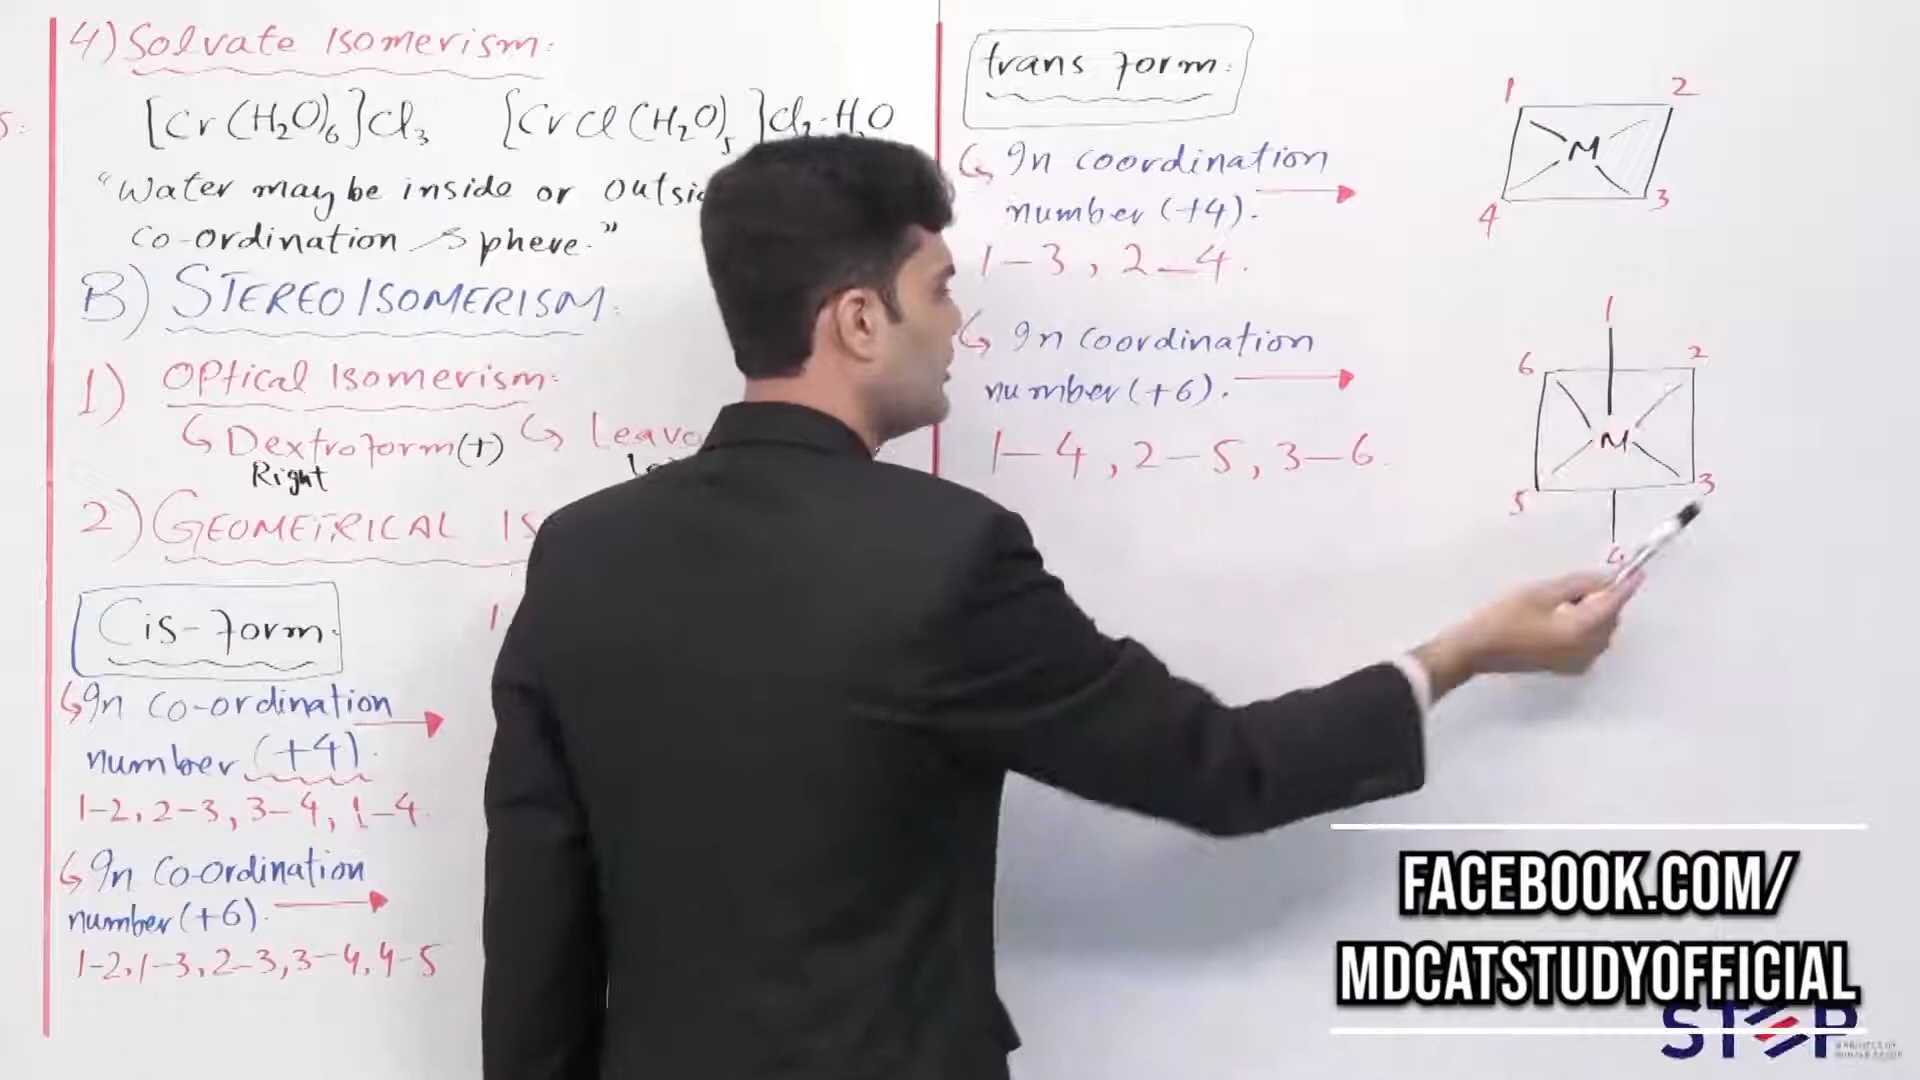 4) Solvate Isomerism:
[Cr(H₂O)₆]Cl₃ [CrCl(H₂O)₅]Cl₂·H₂O
"Water may be inside or
Co-ordination Sphere."
B) STEREOISOMERISM:
1) Optical Isomerism:
Dextroform(+)
Right
2) GEOMETRICAL
Cis-form.
In Co-ordination
number (+4).
1-2, 2-3, 3-4, 1-4
In Co-ordination
number (+6).
1-2, 1-3, 2-3, 3-4, 4-5
trans form:
In coordination
number (+4).
1-3, 2-4.
In coordination
number (+6).
1-4, 2-5, 3-6.
1 2
M
4 3
1
6 2
M
5 3
FACEBOOK.COM/
MDCATSTUDYOFFICIAL
STEP